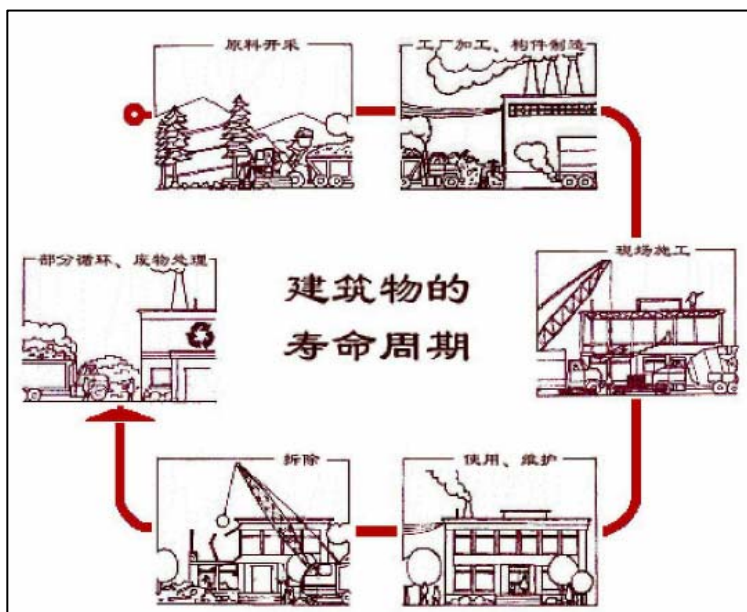 原料开采
工厂加工、构件制造
现场施工
部分循环、废物处理
建筑物的
寿命周期
拆除
使用、维护